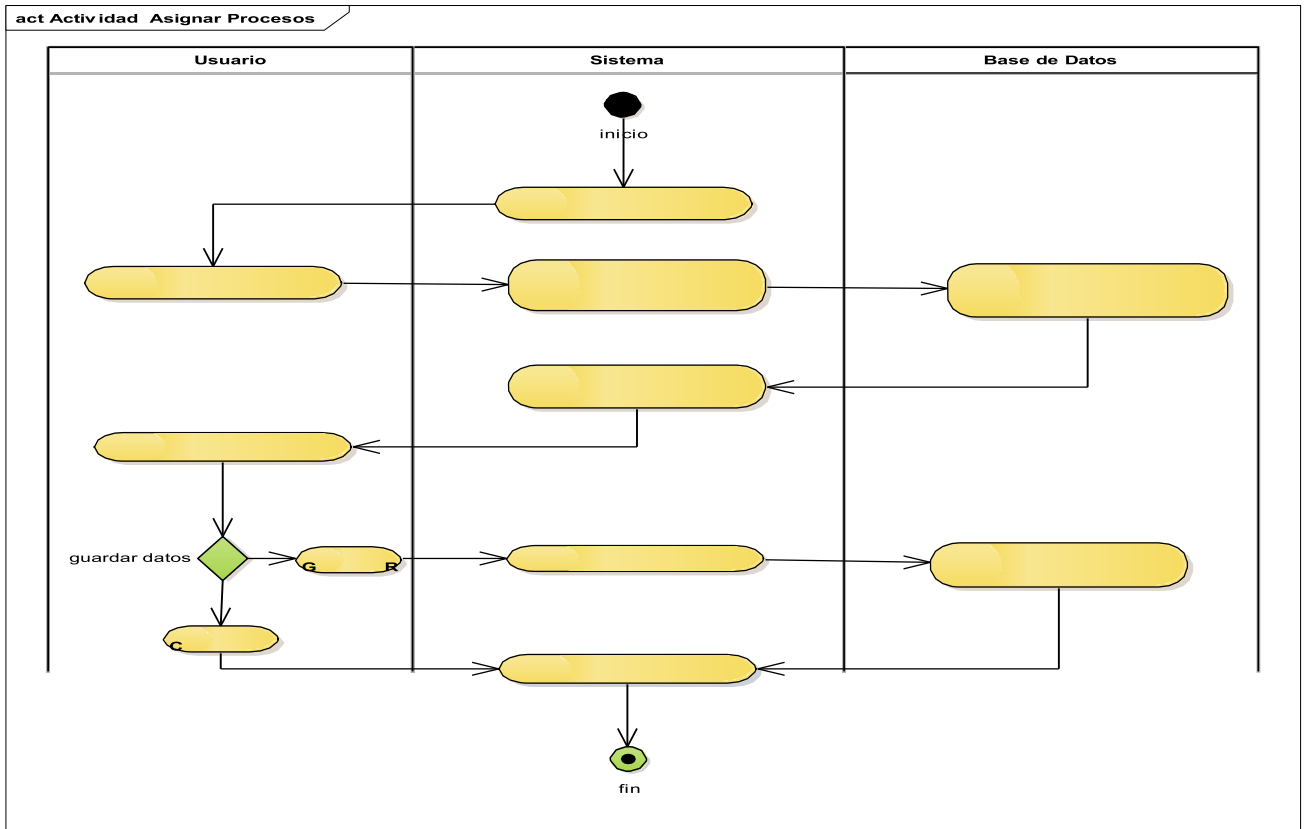 act Actividad Asignar Procesos
Usuario
Sistema
Base de Datos
inicio
guardar datos
G R
C
fin